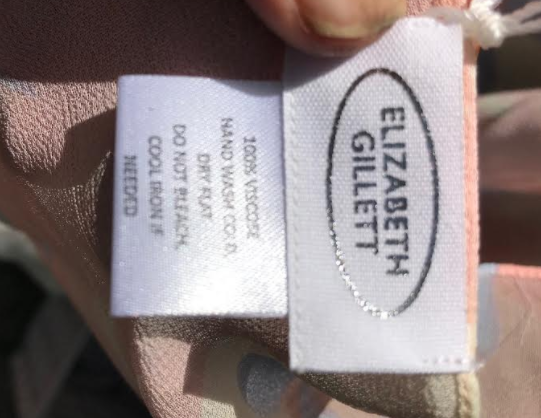 ELIZABETH
GILLETT
100% VISCOSE
HAND WASH COLD,
DRY FLAT
DO NOT BLEACH,
COOL IRON IF
NEEDED